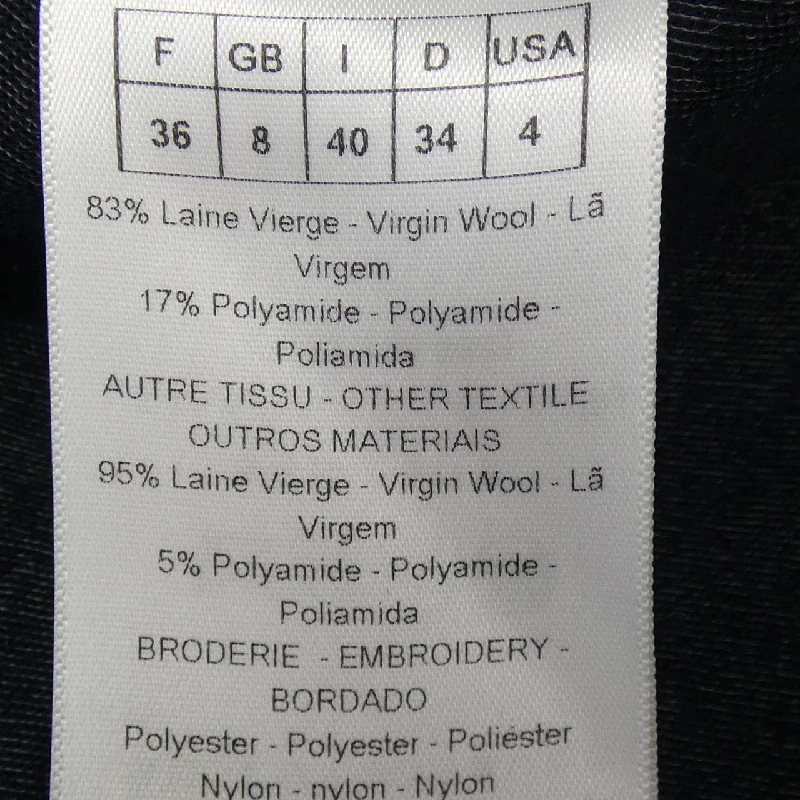 F GB I D USA
36 8 40 34 4
83% Laine Vierge - Virgin Wool - Lã
Virgem
17% Polyamide - Polyamide -
Poliamida
AUTRE TISSU - OTHER TEXTILE
OUTROS MATERIAIS
95% Laine Vierge - Virgin Wool - Lã
Virgem
5% Polyamide - Polyamide -
Poliamida
BRODERIE - EMBROIDERY -
BORDADO
Polyester - Polyester - Poliéster
Nylon - nylon - Nylon